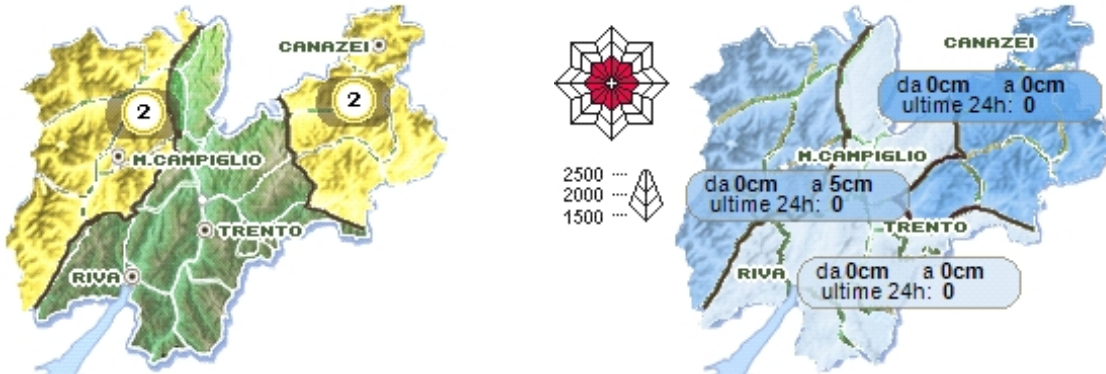 CANAZEI
2
2
M.CAMPIGLIO
TRENTO
RIVA
2500
2000
1500
CANAZEI
da 0cm a 0cm
ultime 24h: 0
M.CAMPIGLIO
da 0cm a 5cm
ultime 24h: 0
TRENTO
RIVA
da 0cm a 0cm
ultime 24h: 0